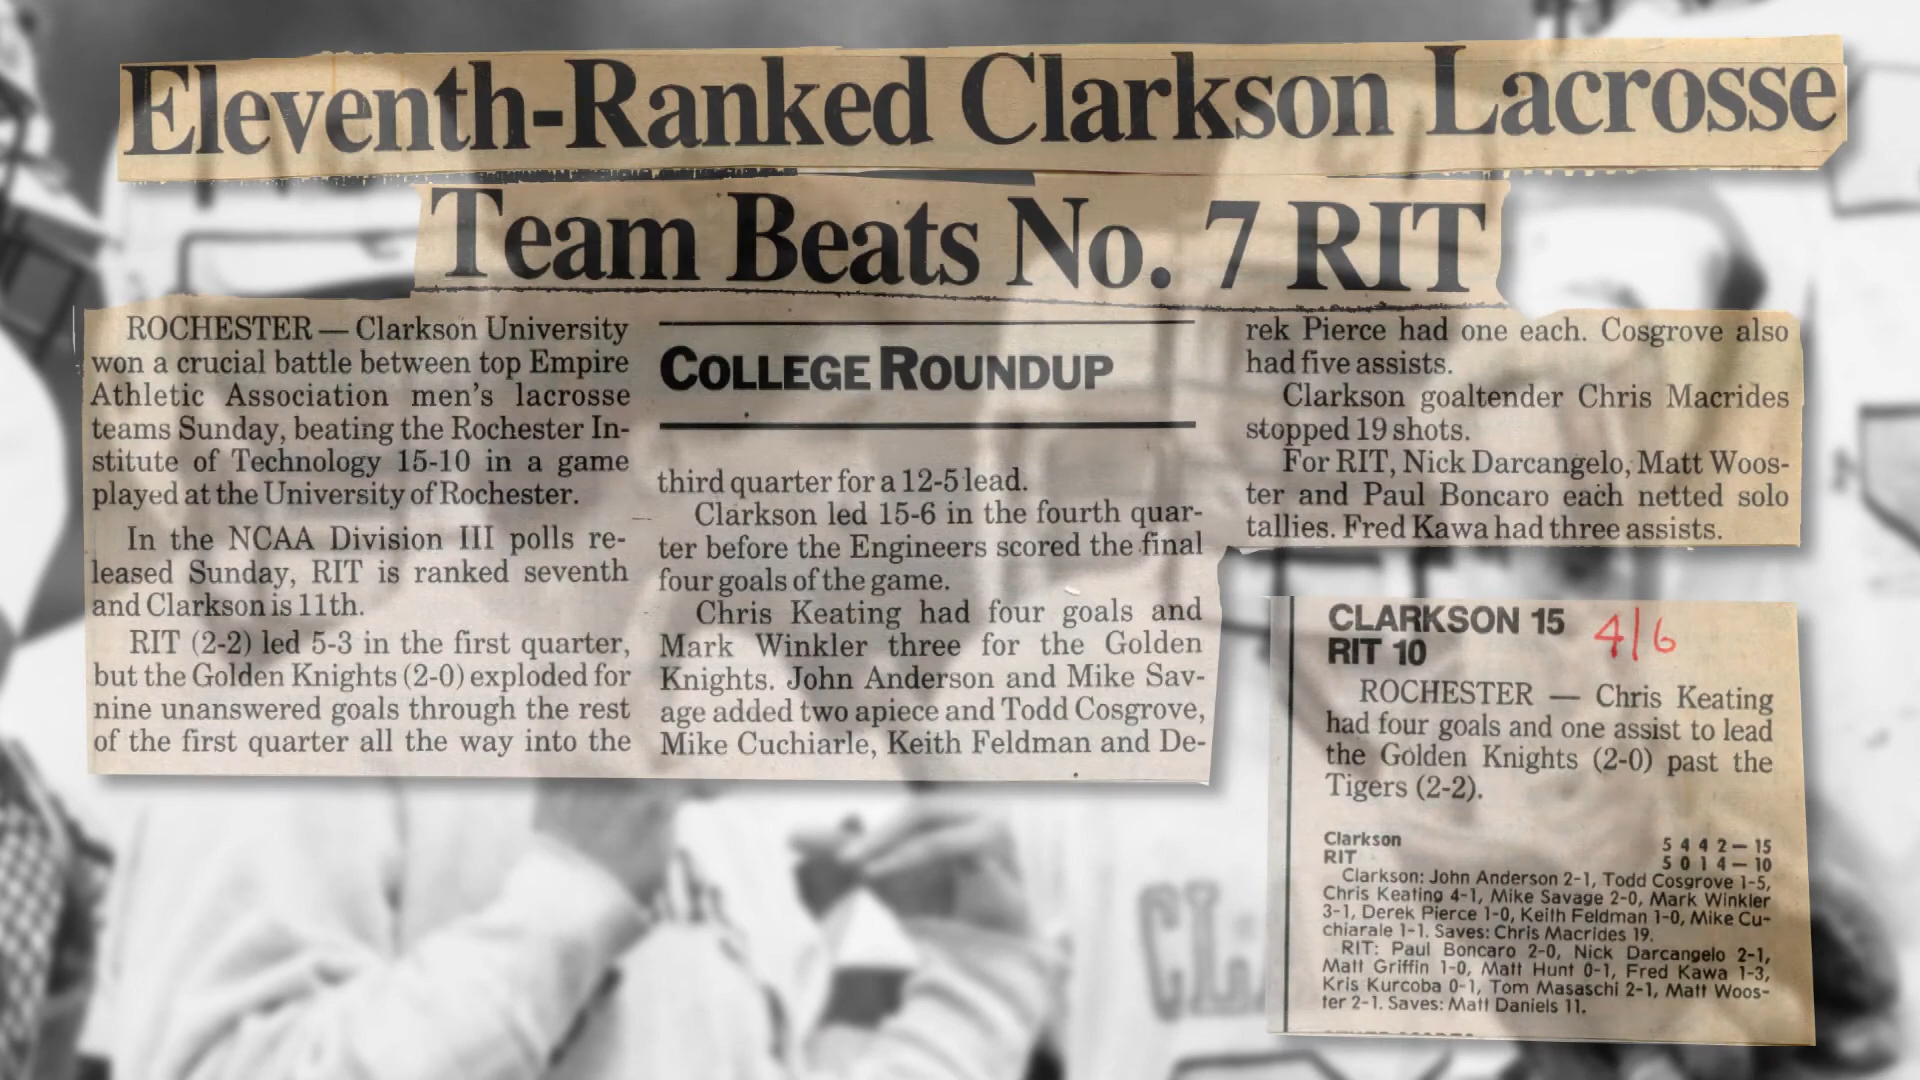 Eleventh-Ranked Clarkson Lacrosse
Team Beats No. 7 RIT
ROCHESTER — Clarkson University
won a crucial battle between top Empire
Athletic Association men's lacrosse
teams Sunday, beating the Rochester In-
stitute of Technology 15-10 in a game
played at the University of Rochester.
In the NCAA Division III polls re-
leased Sunday, RIT is ranked seventh
and Clarkson is 11th.
RIT (2-2) led 5-3 in the first quarter,
but the Golden Knights (2-0) exploded for
nine unanswered goals through the rest
of the first quarter all the way into the
COLLEGE ROUNDUP
third quarter for a 12-5 lead.
Clarkson led 15-6 in the fourth quar-
ter before the Engineers scored the final
four goals of the game.
Chris Keating had four goals and
Mark Winkler three for the Golden
Knights. John Anderson and Mike Sav-
age added two apiece and Todd Cosgrove,
Mike Cuchiarle, Keith Feldman and De-
rek Pierce had one each. Cosgrove also
had five assists.
Clarkson goaltender Chris Macrides
stopped 19 shots.
For RIT, Nick Darcangelo, Matt Woos-
ter and Paul Boncaro each netted solo
tallies. Fred Kawa had three assists.
CLARKSON 15
RIT 10
4/6
ROCHESTER — Chris Keating
had four goals and one assist to lead
the Golden Knights (2-0) past the
Tigers (2-2).
Clarkson 5 4 4 2 — 15
RIT 5 0 1 4 — 10
Clarkson: John Anderson 2-1, Todd Cosgrove 1-5,
Chris Keating 4-1, Mike Savage 2-0, Mark Winkler
3-1, Derek Pierce 1-0, Keith Feldman 1-0, Mike Cu-
chiarale 1-1. Saves: Chris Macrides 19.
RIT: Paul Boncaro 2-0, Nick Darcangelo 2-1,
Matt Griffin 1-0, Matt Hunt 0-1, Fred Kawa 1-3,
Kris Kurcoba 0-1, Tom Masaschi 2-1, Matt Woos-
ter 2-1. Saves: Matt Daniels 11.